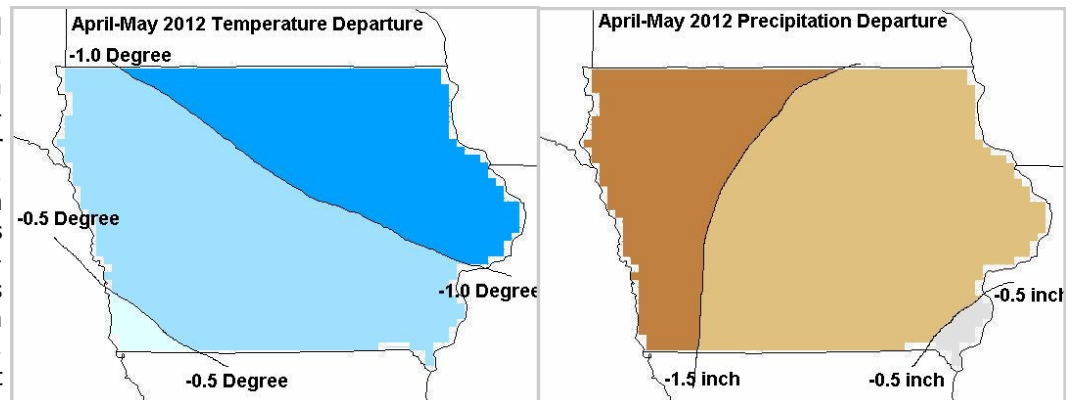 April-May 2012 Temperature Departure
-1.0 Degree
-0.5 Degree
-1.0 Degree
-0.5 Degree
April-May 2012 Precipitation Departure
-0.5 inch
-1.5 inch
-0.5 inch